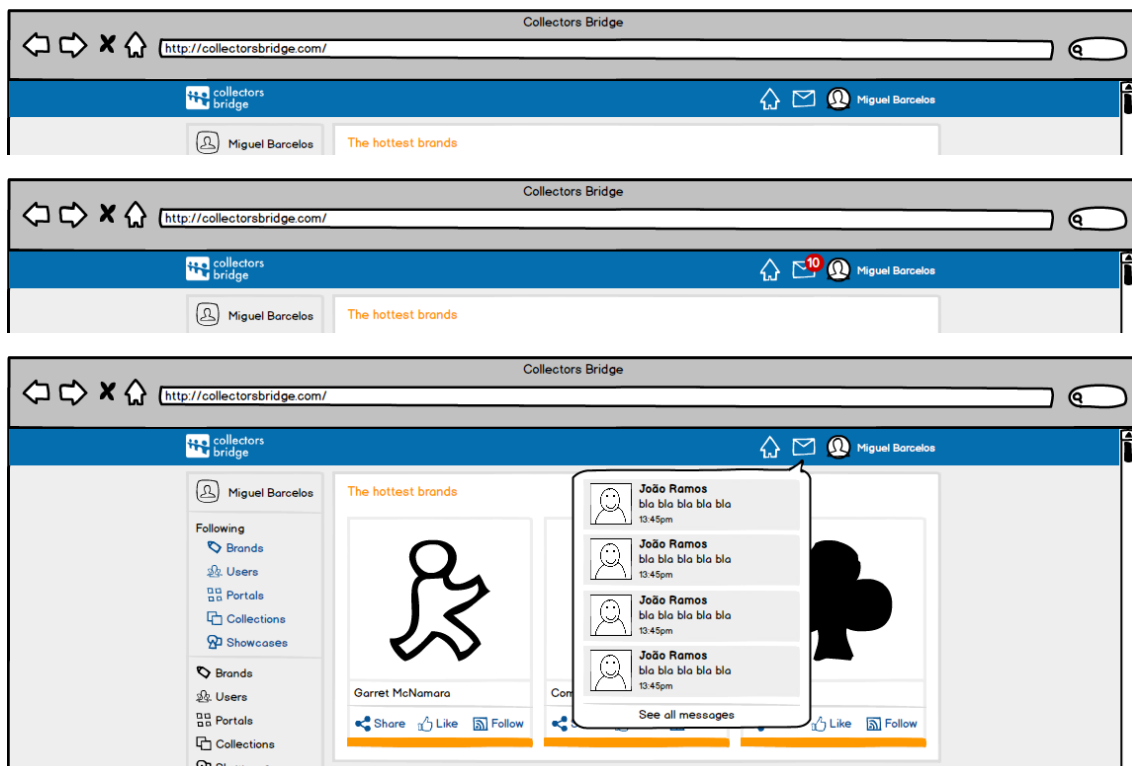 Collectors Bridge
http://collectorsbridge.com/
collectors
bridge
Miguel Barcelos
Miguel Barcelos
The hottest brands
Collectors Bridge
http://collectorsbridge.com/
collectors
bridge
10
Miguel Barcelos
Miguel Barcelos
The hottest brands
Collectors Bridge
http://collectorsbridge.com/
collectors
bridge
Miguel Barcelos
Miguel Barcelos
Following
Brands
Users
Portals
Collections
Showcases
Brands
Users
Portals
Collections
The hottest brands
Garret McNamara
Share Like Follow
Com
Like Follow
João Ramos
bla bla bla bla bla
13:45pm
João Ramos
bla bla bla bla bla
13:45pm
João Ramos
bla bla bla bla bla
13:45pm
João Ramos
bla bla bla bla bla
13:45pm
See all messages